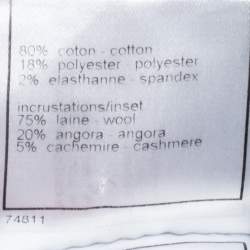 80% coton - cotton
18% polyester - polyester
2% elasthanne - spandex
incrustations/inset
75% laine - wool
20% angora - angora
5% cachemire - cashmere
74811